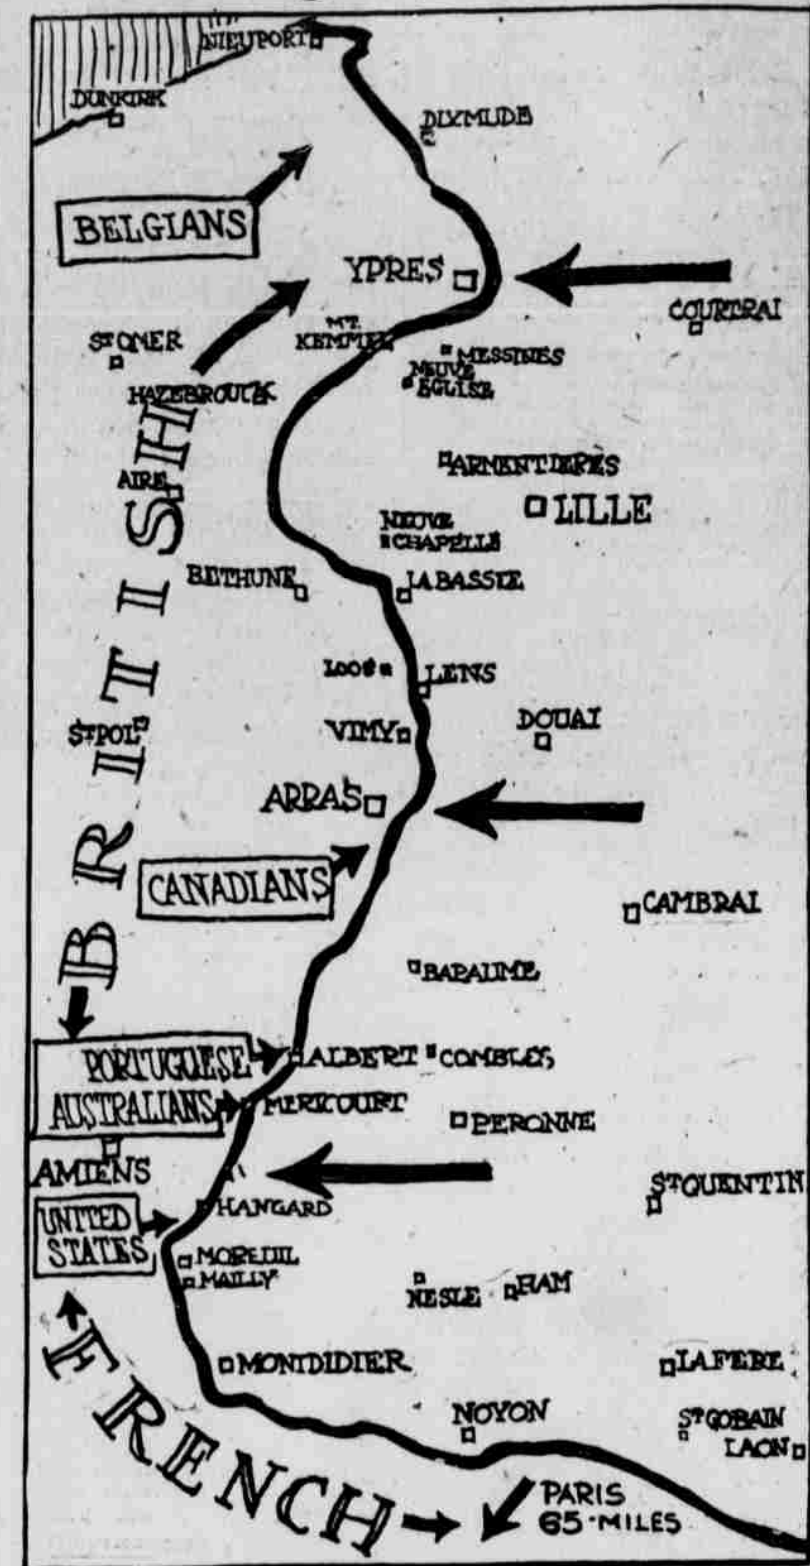 NIEUPORT
DUNKIRK
DIXMUDE
BELGIANS
YPRES
COURTRAI
MT.
KEMMEL
ST OMER
MESSINES
NEUVE
EGLISE
HAZEBROUCK
ARMENTIERES
AIRE
LILLE
NEUVE
CHAPELLE
BETHUNE
LA BASSEE
LOOS
LENS
ST POL
VIMY
DOUAI
BRITISH
ARRAS
CANADIANS
CAMBRAI
BAPAUME
PORTUGUESE
ALBERT
COMBLES
AUSTRALIANS
MERICOURT
PERONNE
AMIENS
ST QUENTIN
HANGARD
UNITED
STATES
MOREUIL
MAILLY
NESLE
HAM
MONTDIDIER
LA FERE
FRENCH
NOYON
ST GOBAIN
LAON
PARIS
65-MILES